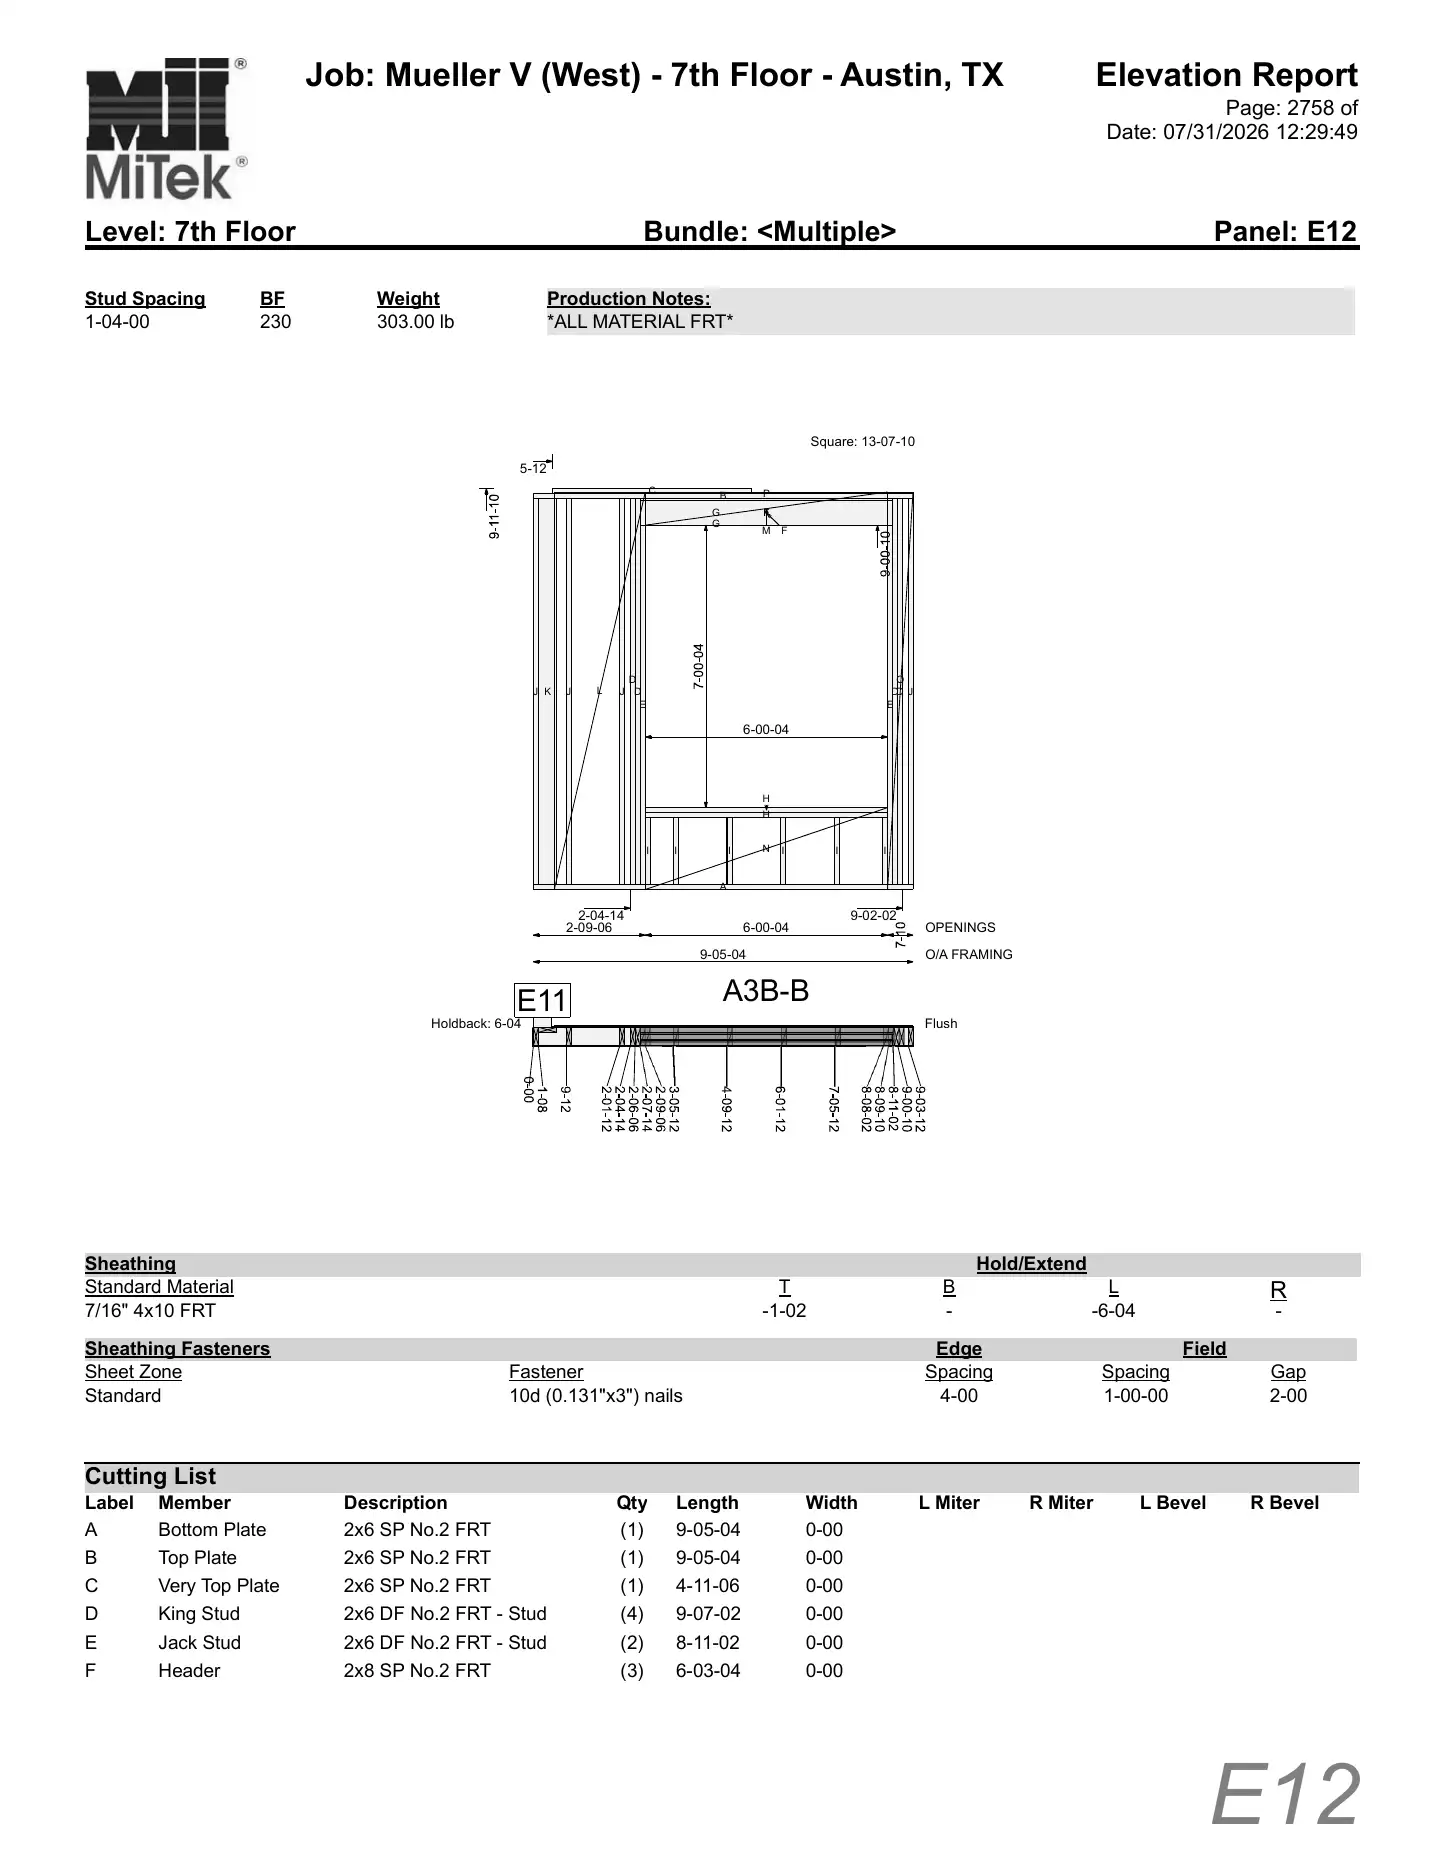 Job: Mueller V (West) - 7th Floor - Austin, TX
Elevation Report
Page: 2758 of
Date: 07/31/2026 12:29:49
MiTek®
Level: 7th Floor Bundle: <Multiple> Panel: E12
Stud Spacing BF Weight Production Notes:
1-04-00 230 303.00 lb *ALL MATERIAL FRT*
Square: 13-07-10
5-12
9-11-10
C B P
G
G
M F
9-00-10
7-00-04
J K J L J D D E
D E J J
6-00-04
H
H
I I I N I I I
A
2-04-14 9-02-02
2-09-06 6-00-04 7-10 OPENINGS
9-05-04 O/A FRAMING
A3B-B
E11
Holdback: 6-04 Flush
0-00 1-08 9-12 2-01-12 2-04-14 2-06-06 2-07-14 2-09-06 3-05-12 4-09-12 6-01-12 7-05-12 8-08-02 8-09-10 8-11-02 9-00-10 9-03-12
Sheathing Hold/Extend
Standard Material T B L R
7/16" 4x10 FRT -1-02 - -6-04 -
Sheathing Fasteners Edge Field
Sheet Zone Fastener Spacing Spacing Gap
Standard 10d (0.131"x3") nails 4-00 1-00-00 2-00
Cutting List
Label Member Description Qty Length Width L Miter R Miter L Bevel R Bevel
A Bottom Plate 2x6 SP No.2 FRT (1) 9-05-04 0-00
B Top Plate 2x6 SP No.2 FRT (1) 9-05-04 0-00
C Very Top Plate 2x6 SP No.2 FRT (1) 4-11-06 0-00
D King Stud 2x6 DF No.2 FRT - Stud (4) 9-07-02 0-00
E Jack Stud 2x6 DF No.2 FRT - Stud (2) 8-11-02 0-00
F Header 2x8 SP No.2 FRT (3) 6-03-04 0-00
E12